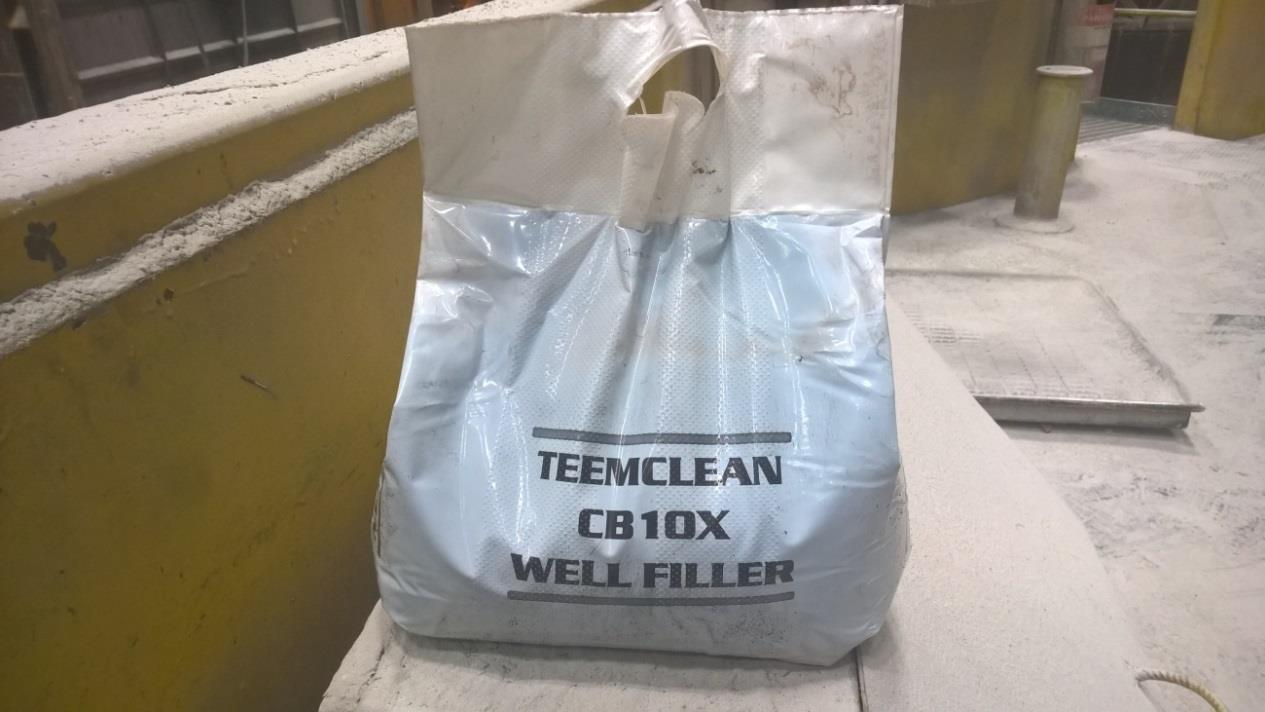 TEEMCLEAN
CB10X
WELL FILLER